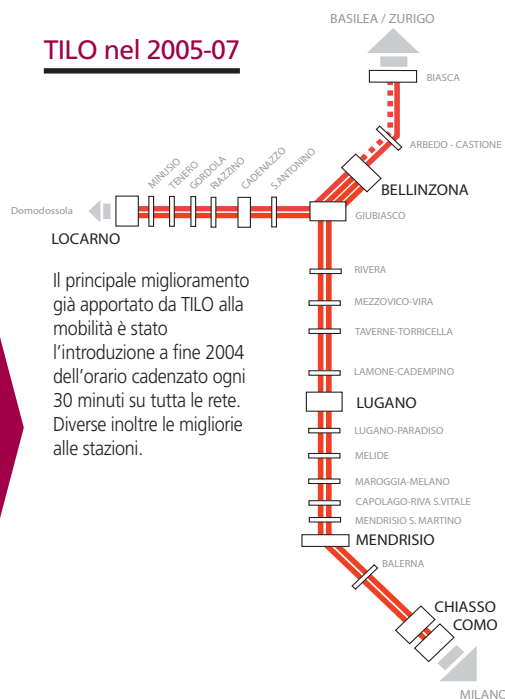 TILO nel 2005-07
BASILEA / ZURIGO
BIASCA
ARBEDO - CASTIONE
BELLINZONA
GIUBIASCO
MINUSIO
TENERO
GORDOLA
RIAZZINO
CADENAZZO
S.ANTONINO
Domodossola
LOCARNO
Il principale miglioramento
già apportato da TILO alla
mobilità è stato
l'introduzione a fine 2004
dell'orario cadenzato ogni
30 minuti su tutta le rete.
Diverse inoltre le migliorie
alle stazioni.
RIVERA
MEZZOVICO-VIRA
TAVERNE-TORRICELLA
LAMONE-CADEMPINO
LUGANO
LUGANO-PARADISO
MELIDE
MAROGGIA-MELANO
CAPOLAGO-RIVA S.VITALE
MENDRISIO S.MARTINO
MENDRISIO
BALERNA
CHIASSO
COMO
MILANO